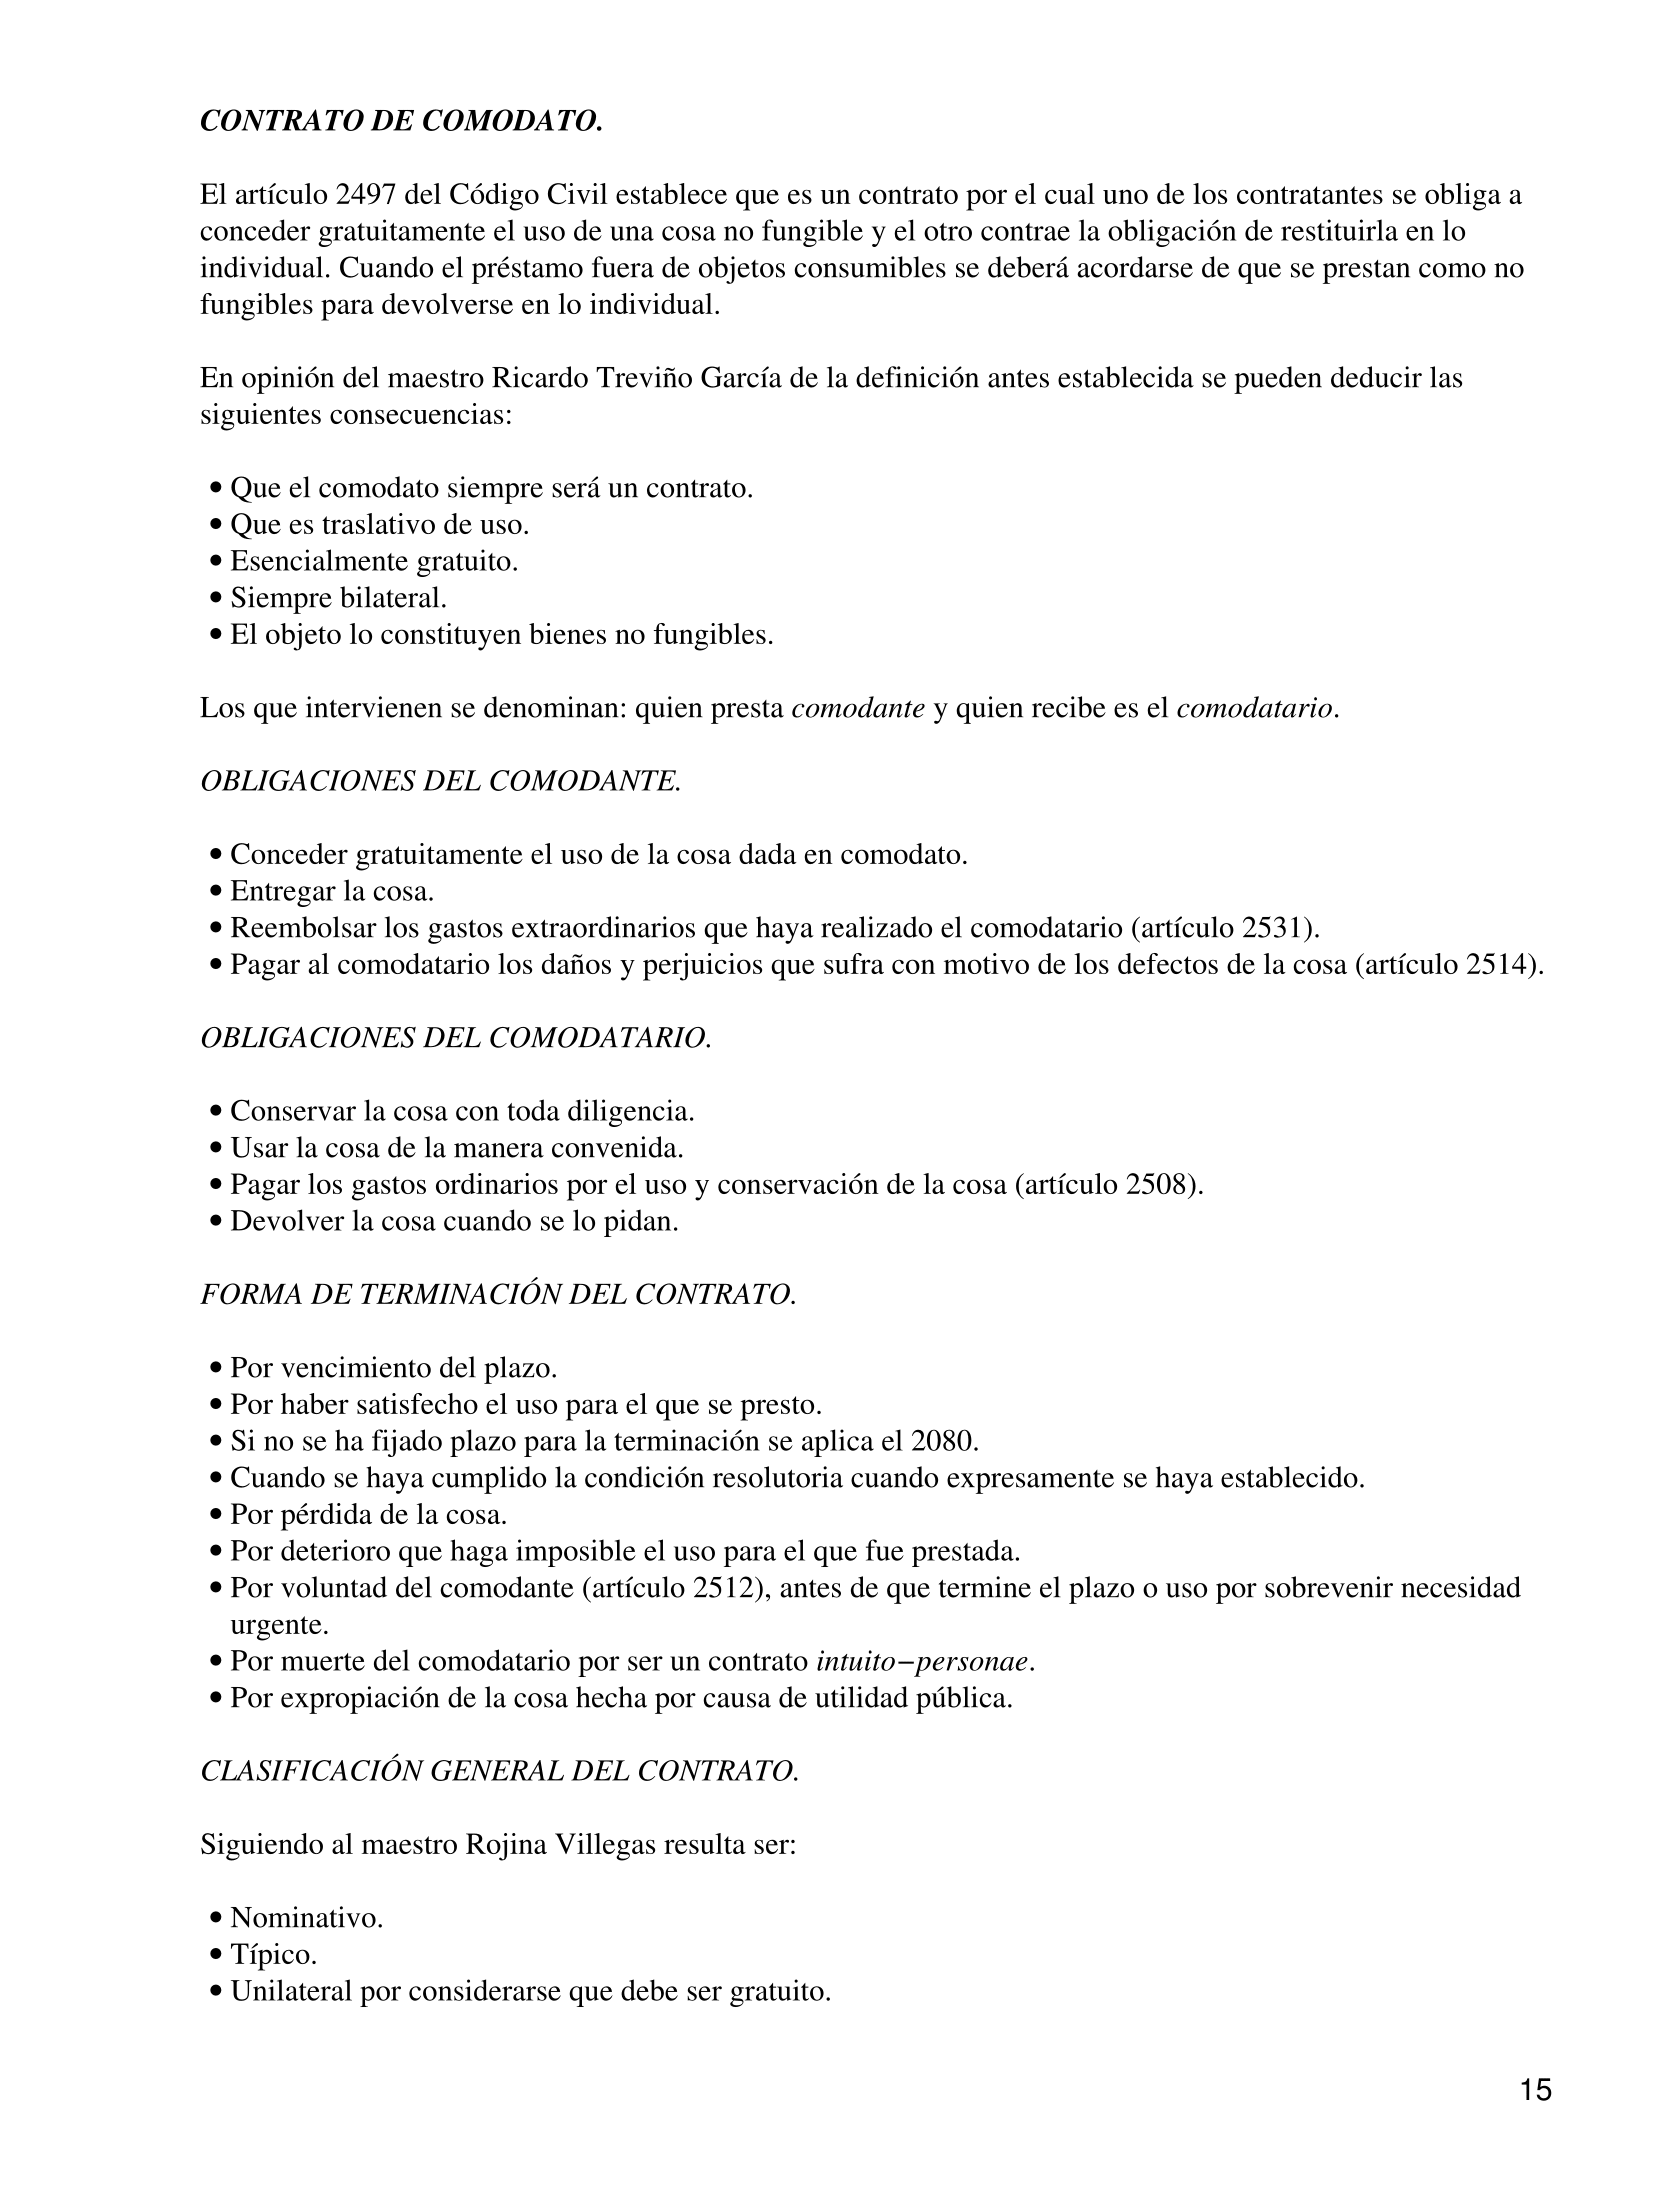 CONTRATO DE COMODATO.
El artículo 2497 del Código Civil establece que es un contrato por el cual uno de los contratantes se obliga a
conceder gratuitamente el uso de una cosa no fungible y el otro contrae la obligación de restituirla en lo
individual. Cuando el préstamo fuera de objetos consumibles se deberá acordarse de que se prestan como no
fungibles para devolverse en lo individual.
En opinión del maestro Ricardo Treviño García de la definición antes establecida se pueden deducir las
siguientes consecuencias:
• Que el comodato siempre será un contrato.
• Que es traslativo de uso.
• Esencialmente gratuito.
• Siempre bilateral.
• El objeto lo constituyen bienes no fungibles.
Los que intervienen se denominan: quien presta comodante y quien recibe es el comodatario.
OBLIGACIONES DEL COMODANTE.
• Conceder gratuitamente el uso de la cosa dada en comodato.
• Entregar la cosa.
• Reembolsar los gastos extraordinarios que haya realizado el comodatario (artículo 2531).
• Pagar al comodatario los daños y perjuicios que sufra con motivo de los defectos de la cosa (artículo 2514).
OBLIGACIONES DEL COMODATARIO.
• Conservar la cosa con toda diligencia.
• Usar la cosa de la manera convenida.
• Pagar los gastos ordinarios por el uso y conservación de la cosa (artículo 2508).
• Devolver la cosa cuando se lo pidan.
FORMA DE TERMINACIÓN DEL CONTRATO.
• Por vencimiento del plazo.
• Por haber satisfecho el uso para el que se presto.
• Si no se ha fijado plazo para la terminación se aplica el 2080.
• Cuando se haya cumplido la condición resolutoria cuando expresamente se haya establecido.
• Por pérdida de la cosa.
• Por deterioro que haga imposible el uso para el que fue prestada.
• Por voluntad del comodante (artículo 2512), antes de que termine el plazo o uso por sobrevenir necesidad
urgente.
• Por muerte del comodatario por ser un contrato intuito−personae.
• Por expropiación de la cosa hecha por causa de utilidad pública.
CLASIFICACIÓN GENERAL DEL CONTRATO.
Siguiendo al maestro Rojina Villegas resulta ser:
• Nominativo.
• Típico.
• Unilateral por considerarse que debe ser gratuito.
15